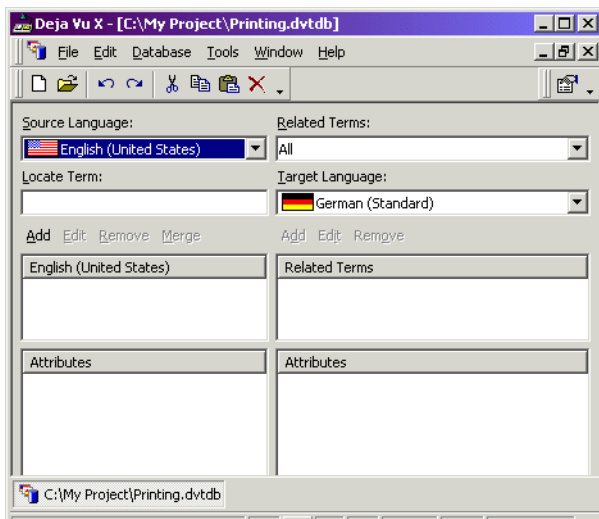 Deja Vu X - [C:\My Project\Printing.dvtdb]
File Edit Database Tools Window Help
Source Language: Related Terms:
English (United States) All
Locate Term: Target Language:
German (Standard)
Add Edit Remove Merge Add Edit Remove
English (United States) Related Terms
Attributes Attributes
C:\My Project\Printing.dvtdb